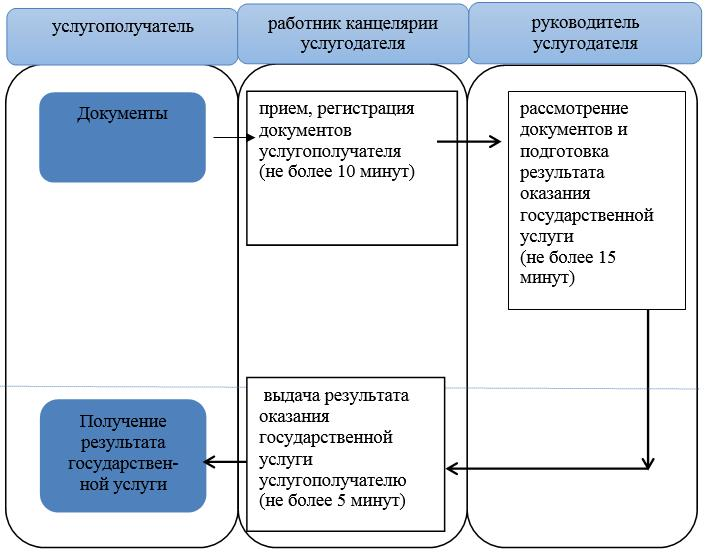 услугополучатель
работник канцелярии
услугодателя
руководитель
услугодателя
Документы
прием, регистрация
документов
услугополучателя
(не более 10 минут)
рассмотрение
документов и
подготовка
результата
оказания
государственной
услуги
(не более 15
минут)
выдача результата
оказания
государственной
услуги
услугополучателю
(не более 5 минут)
Получение
результата
государствен-
ной услуги